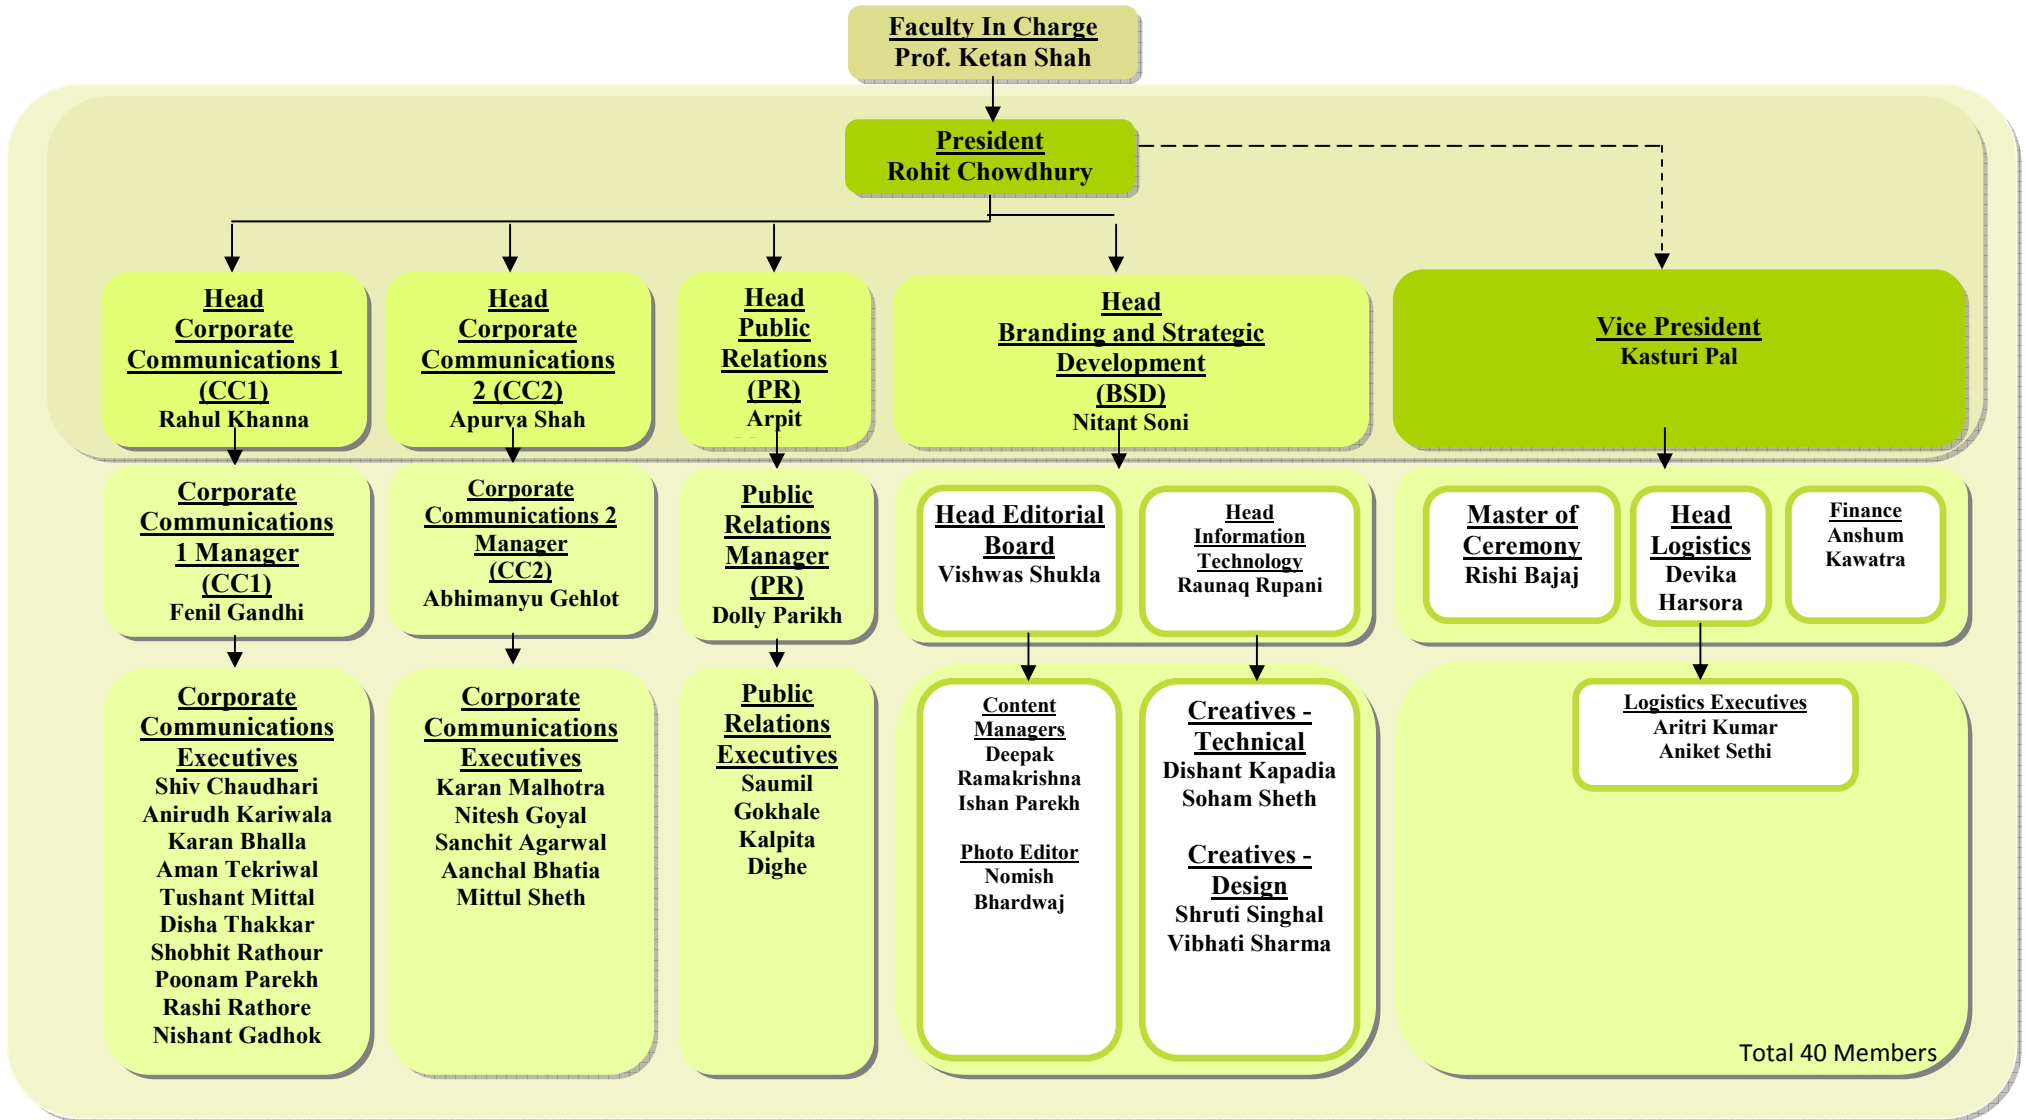 Faculty In Charge
Prof. Ketan Shah
President
Rohit Chowdhury
Head
Corporate
Communications 1
(CC1)
Rahul Khanna
Head
Corporate
Communications
2 (CC2)
Apurva Shah
Head
Public
Relations
(PR)
Arpit
Head
Branding and Strategic
Development
(BSD)
Nitant Soni
Vice President
Kasturi Pal
Corporate
Communications
1 Manager
(CC1)
Fenil Gandhi
Corporate
Communications 2
Manager
(CC2)
Abhimanyu Gehlot
Public
Relations
Manager
(PR)
Dolly Parikh
Head Editorial
Board
Vishwas Shukla
Head
Information
Technology
Raunaq Rupani
Master of
Ceremony
Rishi Bajaj
Head
Logistics
Devika
Harsora
Finance
Anshum
Kawatra
Corporate
Communications
Executives
Shiv Chaudhari
Anirudh Kariwala
Karan Bhalla
Aman Tekriwal
Tushant Mittal
Disha Thakkar
Shobhit Rathour
Poonam Parekh
Rashi Rathore
Nishant Gadhok
Corporate
Communications
Executives
Karan Malhotra
Nitesh Goyal
Sanchit Agarwal
Aanchal Bhatia
Mittul Sheth
Public
Relations
Executives
Saumil
Gokhale
Kalpita
Dighe
Content
Managers
Deepak
Ramakrishna
Ishan Parekh
Photo Editor
Nomish
Bhardwaj
Creatives -
Technical
Dishant Kapadia
Soham Sheth
Creatives -
Design
Shruti Singhal
Vibhati Sharma
Logistics Executives
Aritri Kumar
Aniket Sethi
Total 40 Members